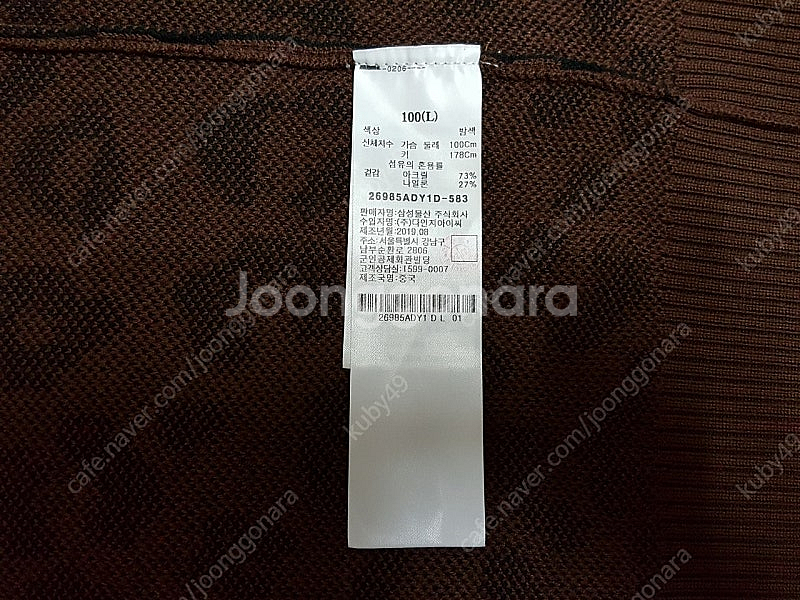 0206
100(L)
색상 밤색
신체치수 가슴 둘레 100Cm
키 178Cm
섬유의 혼용률
겉감 아크릴 73%
나일론 27%
26985ADY1D-583
판매자명:삼성물산 주식회사
수입자명:(주)디인지아이씨
제조년월:2019.08
주소:서울특별시 강남구
남부순환로 2806
군인공제회관빌딩
고객상담실:1599-0007
제조국명:중국
26985ADY1 D L 01
Joonggonara
cafe.naver.com/joonggonara
kuby49